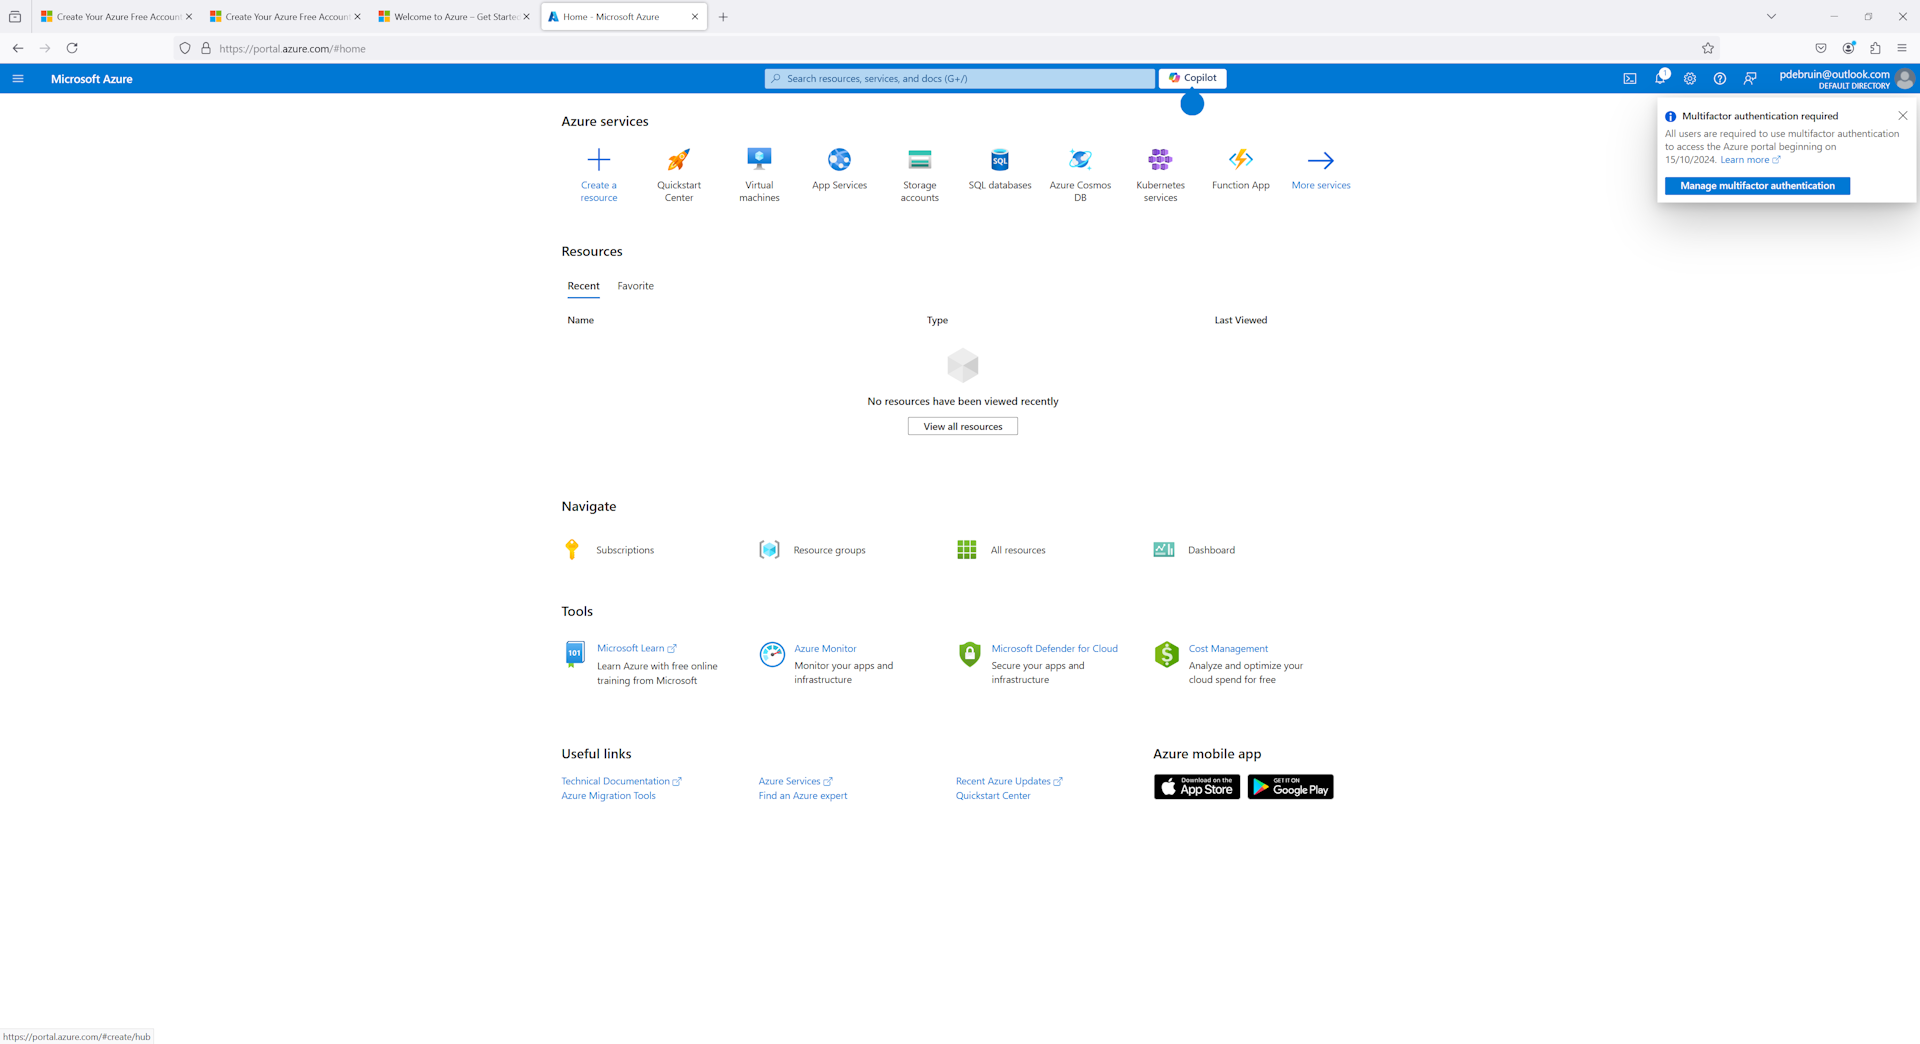 Create Your Azure Free Account
Create Your Azure Free Account
Welcome to Azure – Get Started
Home - Microsoft Azure
https://portal.azure.com/#home
Microsoft Azure
Search resources, services, and docs (G+/)
Copilot
1
pdebruin@outlook.com
DEFAULT DIRECTORY
Multifactor authentication required
All users are required to use multifactor authentication
to access the Azure portal beginning on
15/10/2024. Learn more
Manage multifactor authentication
Azure services
Create a
resource
Quickstart
Center
Virtual
machines
App Services
Storage
accounts
SQL
SQL databases
Azure Cosmos
DB
Kubernetes
services
Function App
More services
Resources
Recent
Favorite
Name
Type
Last Viewed
No resources have been viewed recently
View all resources
Navigate
Subscriptions
Resource groups
All resources
Dashboard
Tools
101
Microsoft Learn
Learn Azure with free online
training from Microsoft
Azure Monitor
Monitor your apps and
infrastructure
Microsoft Defender for Cloud
Secure your apps and
infrastructure
Cost Management
Analyze and optimize your
cloud spend for free
Useful links
Technical Documentation
Azure Migration Tools
Azure Services
Find an Azure expert
Recent Azure Updates
Quickstart Center
Azure mobile app
Download on the
App Store
GET IT ON
Google Play
https://portal.azure.com/#create/hub